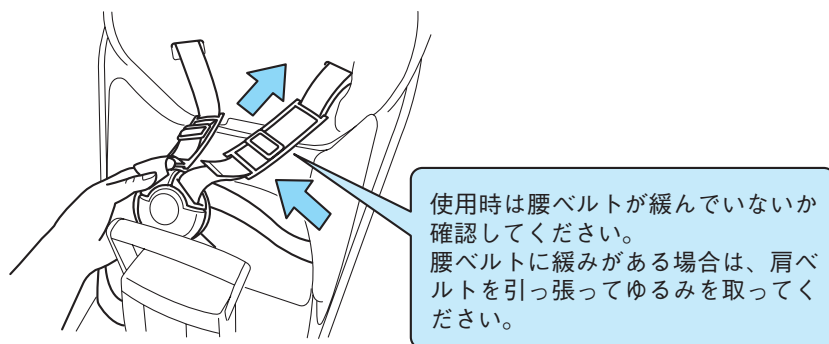 使用時は腰ベルトが緩んでいないか
確認してください。
腰ベルトに緩みがある場合は、肩ベ
ルトを引っ張ってゆるみを取ってく
ださい。